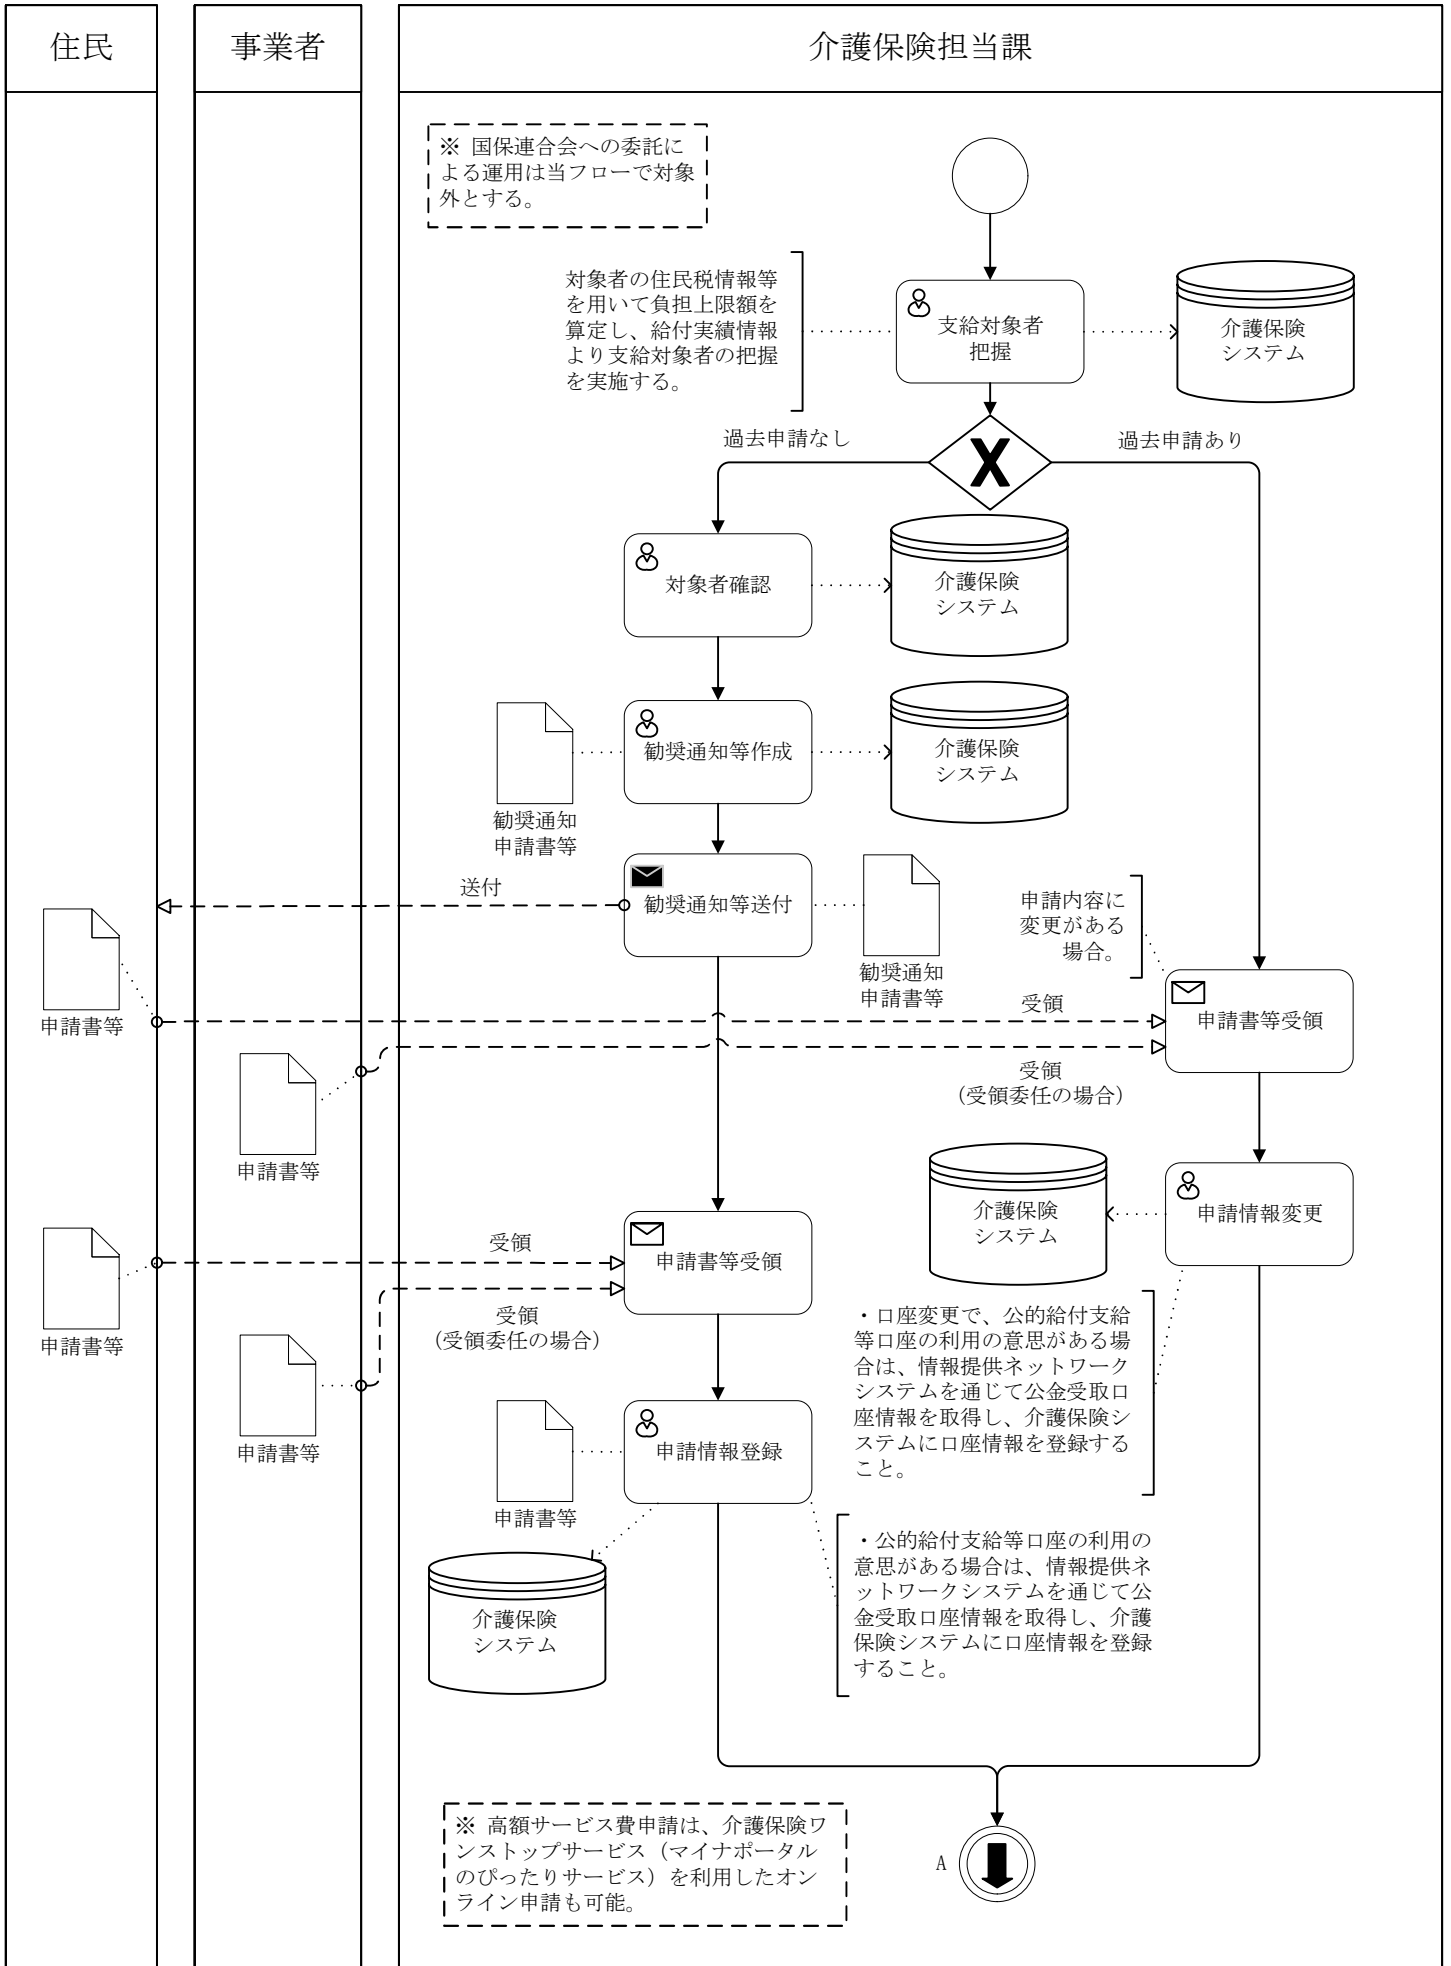 住民
事業者
介護保険担当課
※ 国保連合会への委託に
よる運用は当フローで対象
外とする。
対象者の住民税情報等
を用いて負担上限額を
算定し、給付実績情報
より支給対象者の把握
を実施する。
支給対象者
把握
介護保険
システム
過去申請なし
過去申請あり
X
対象者確認
介護保険
システム
勧奨通知
申請書等
勧奨通知等作成
介護保険
システム
送付
勧奨通知等送付
勧奨通知
申請書等
申請内容に
変更がある
場合。
申請書等
受領
申請書等受領
受領
(受領委任の場合)
申請書等
介護保険
システム
申請情報変更
申請書等
受領
申請書等受領
受領
(受領委任の場合)
申請書等
・口座変更で、公的給付支給
等口座の利用の意思がある場
合は、情報提供ネットワーク
システムを通じて公金受取口
座情報を取得し、介護保険シ
ステムに口座情報を登録する
こと。
申請書等
申請情報登録
介護保険
システム
・公的給付支給等口座の利用の
意思がある場合は、情報提供ネ
ットワークシステムを通じて公
金受取口座情報を取得し、介護
保険システムに口座情報を登録
すること。
※ 高額サービス費申請は、介護保険ワ
ンストップサービス（マイナポータル
のぴったりサービス）を利用したオン
ライン申請も可能。
A